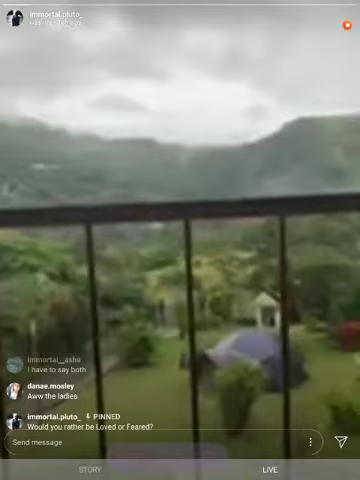 immortal.pluto_
immortal__ashe
I have to say both
danae.mosley
Aww the ladies
immortal.pluto_ PINNED
Would you rather be Loved or Feared?
Send message
STORY
LIVE